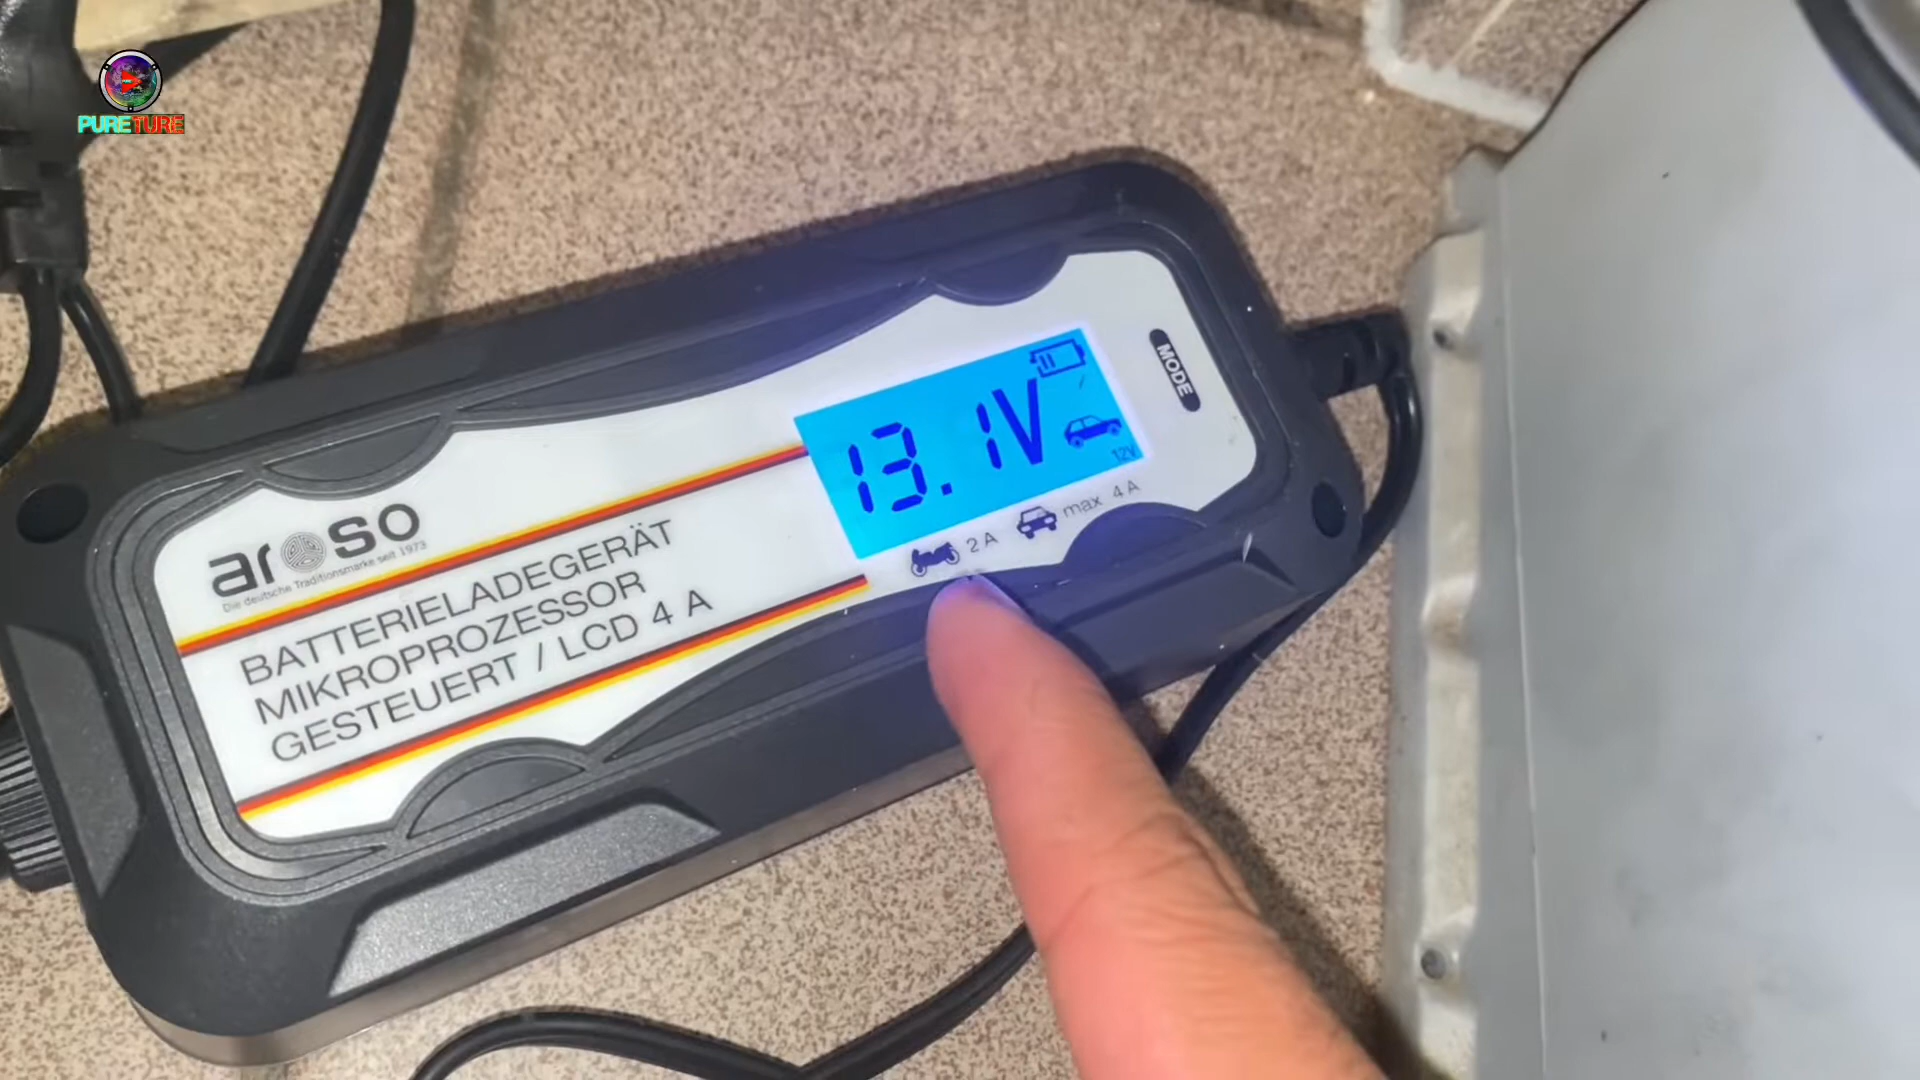 PURETURE
aroso
Die deutsche Traditionsmarke seit 1973
BATTERIELADEGERÄT
MIKROPROZESSOR
GESTEUERT / LCD 4 A
13.1V
12V
2 A
max 4 A
MODE